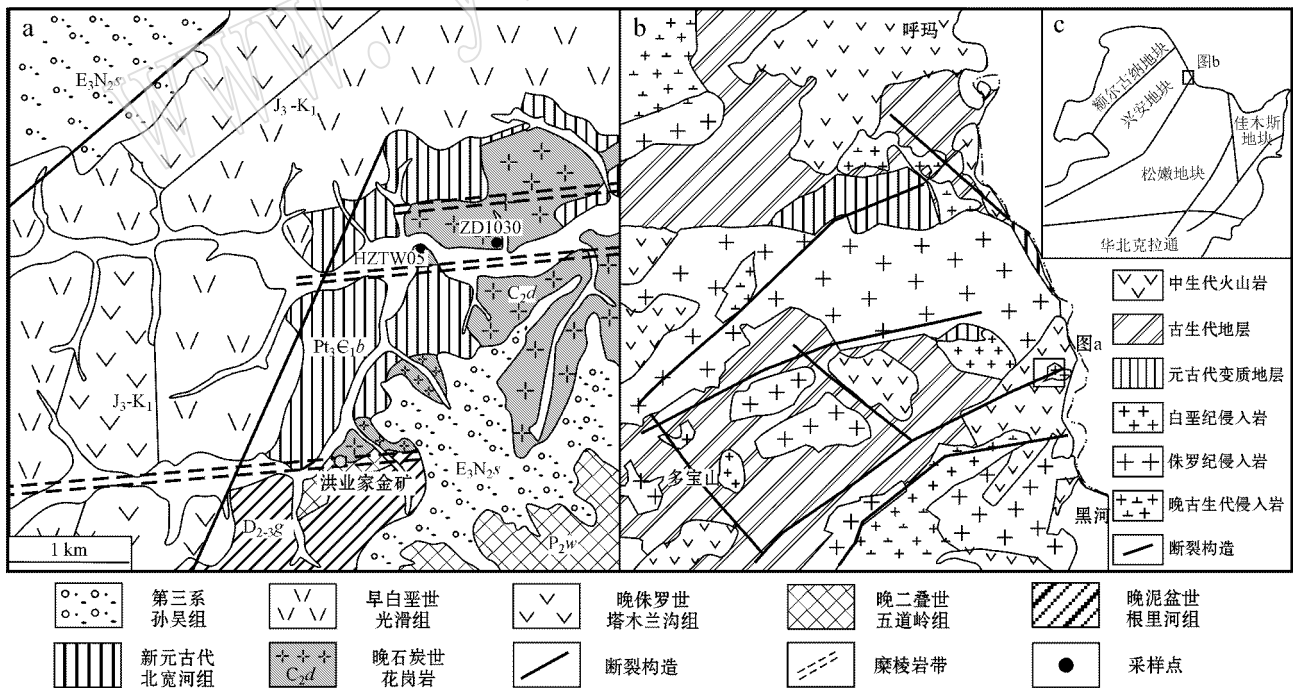 www.y
a
E₃N₂s
J₃-K₁
ZD1030
HZTW05
C₂d
Pt₃Є₁b
J₃-K₁
E₃N₂s
洪业家金矿
D₂₋₃g
P₂w
1 km
b
呼玛
图a
多宝山
黑河
c
图b
额尔古纳地块
兴安地块
佳木斯
地块
松嫩地块
华北克拉通
中生代火山岩
古生代地层
元古代变质地层
白垩纪侵入岩
侏罗纪侵入岩
晚古生代侵入岩
断裂构造
第三系
孙吴组
早白垩世
光滑组
晚侏罗世
塔木兰沟组
晚二叠世
五道岭组
晚泥盆世
根里河组
新元古代
北宽河组
C₂d
晚石炭世
花岗岩
断裂构造
糜棱岩带
采样点